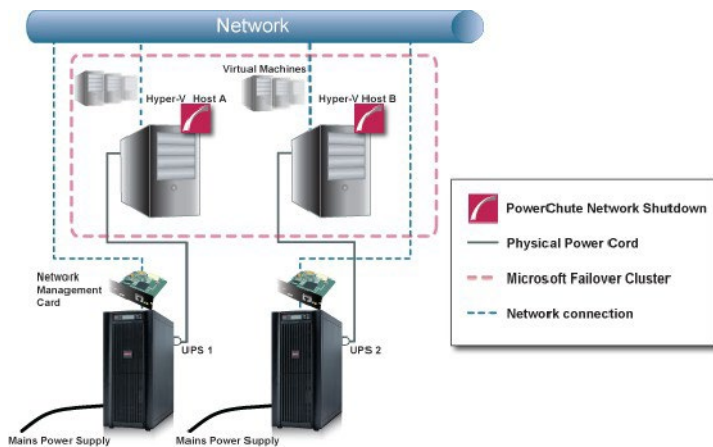 Network
Virtual Machines
Hyper-V Host A
Hyper-V Host B
PowerChute Network Shutdown
Physical Power Cord
Microsoft Failover Cluster
Network connection
Network
Management
Card
UPS 1
UPS 2
Mains Power Supply
Mains Power Supply